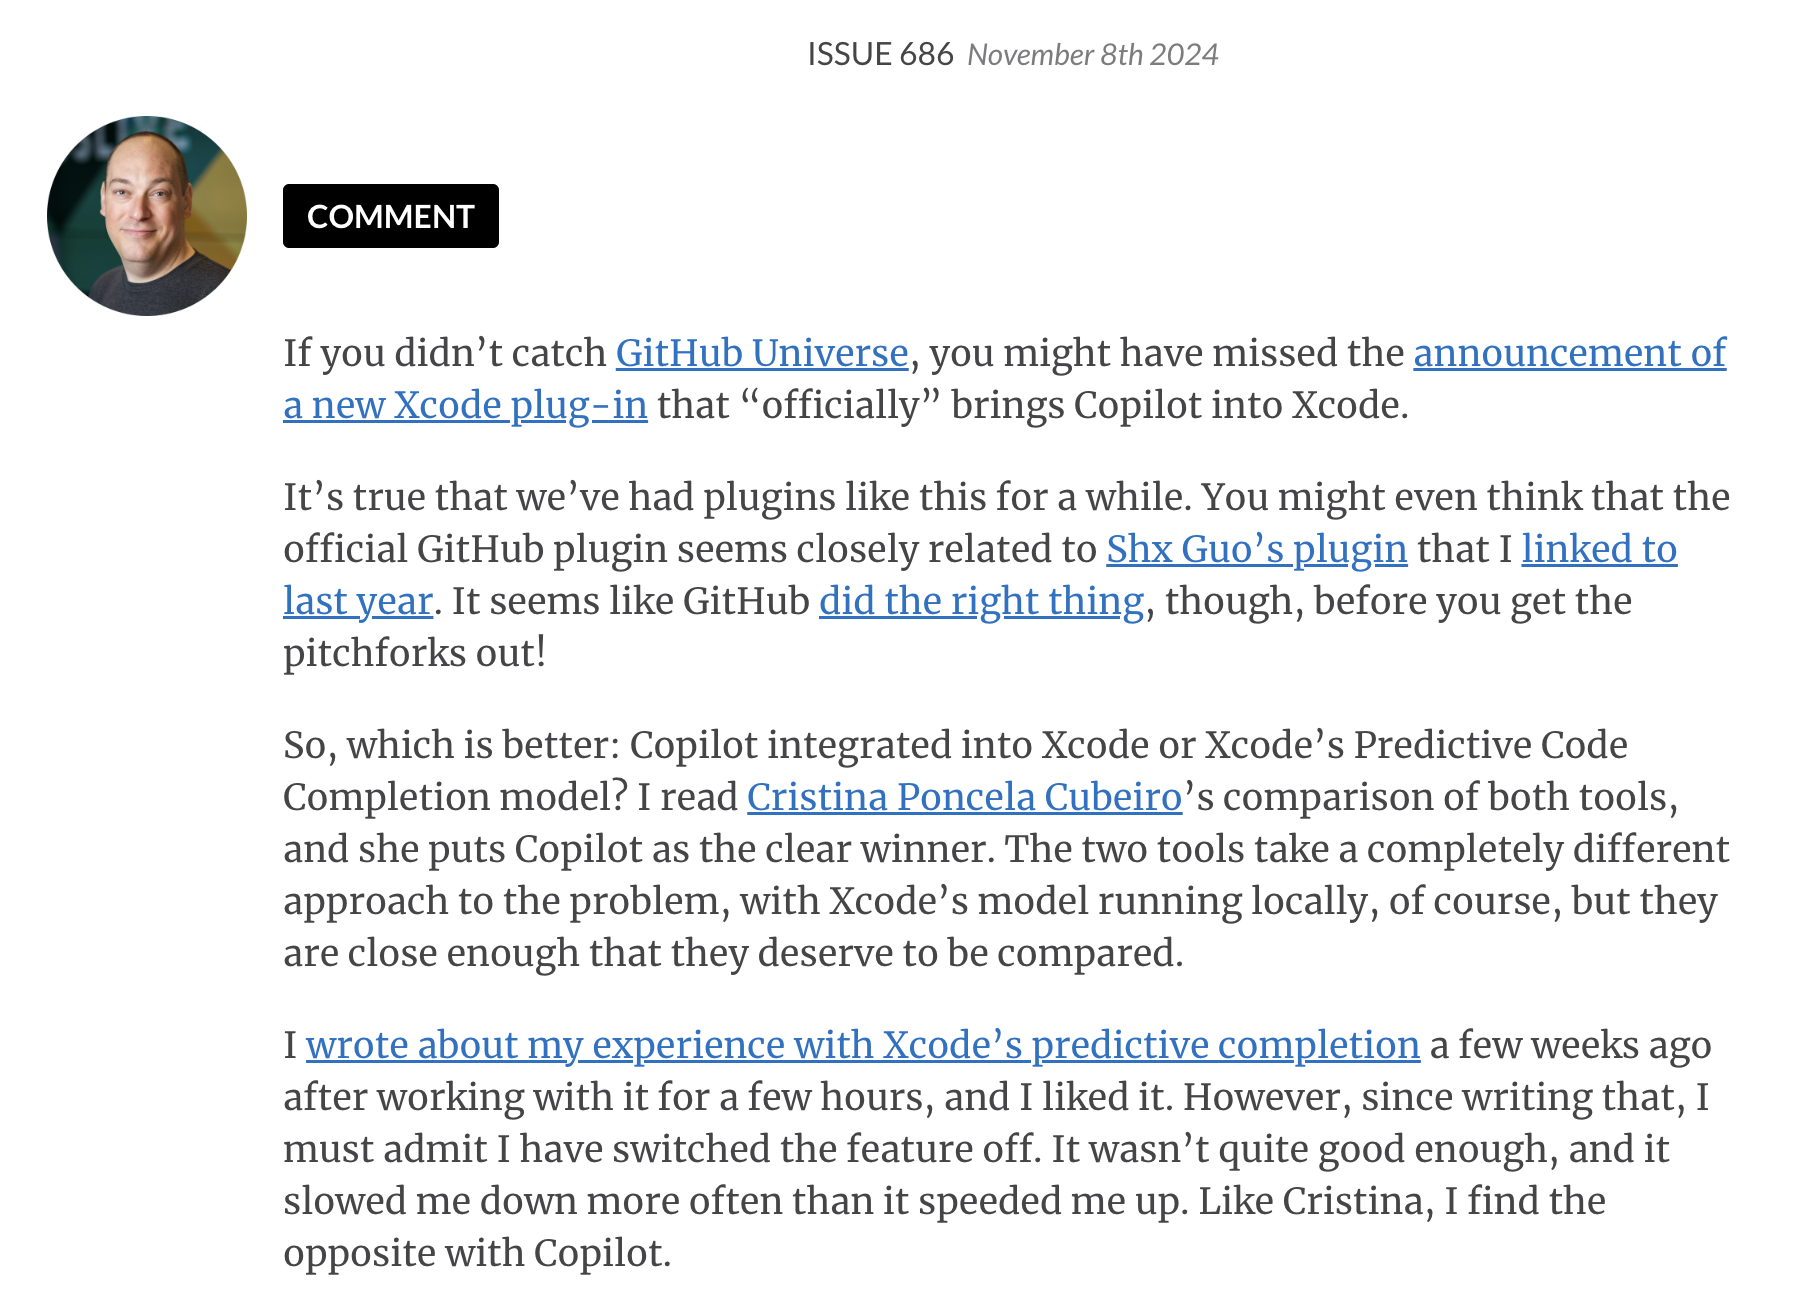 ISSUE 686 November 8th 2024
COMMENT
If you didn’t catch GitHub Universe, you might have missed the announcement of
a new Xcode plug-in that “officially” brings Copilot into Xcode.
It’s true that we’ve had plugins like this for a while. You might even think that the
official GitHub plugin seems closely related to Shx Guo’s plugin that I linked to
last year. It seems like GitHub did the right thing, though, before you get the
pitchforks out!
So, which is better: Copilot integrated into Xcode or Xcode’s Predictive Code
Completion model? I read Cristina Poncela Cubeiro’s comparison of both tools,
and she puts Copilot as the clear winner. The two tools take a completely different
approach to the problem, with Xcode’s model running locally, of course, but they
are close enough that they deserve to be compared.
I wrote about my experience with Xcode’s predictive completion a few weeks ago
after working with it for a few hours, and I liked it. However, since writing that, I
must admit I have switched the feature off. It wasn’t quite good enough, and it
slowed me down more often than it speeded me up. Like Cristina, I find the
opposite with Copilot.